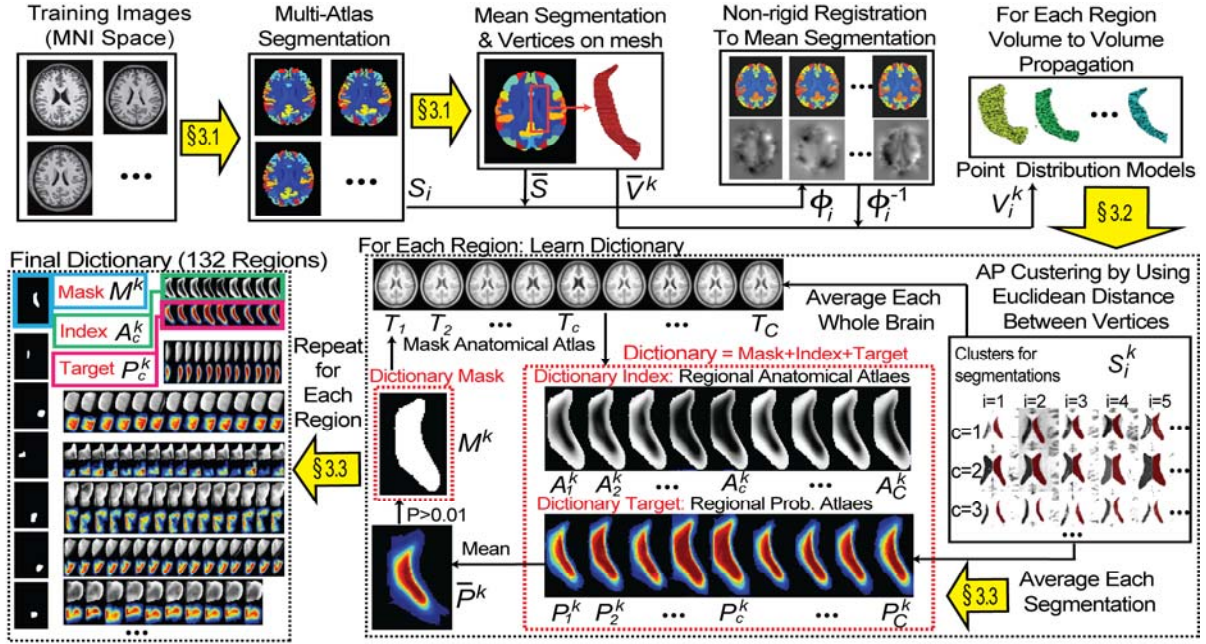 Training Images
(MNI Space)
Multi-Atlas
Segmentation
Mean Segmentation
& Vertices on mesh
Non-rigid Registration
To Mean Segmentation
For Each Region
Volume to Volume
Propagation
§3.1
§3.1
•••
•••
•••
•••
Point Distribution Models
S_i
S̅
V̅^k
ϕ_i
ϕ_i^{-1}
V_i^k
§3.2
Final Dictionary (132 Regions)
Mask M^k
Index A_c^k
Target P_c^k
•••
Repeat
for
Each
Region
§3.3
For Each Region: Learn Dictionary
T_1 T_2 ••• T_c ••• T_C
Mask Anatomical Atlas
Average Each
Whole Brain
Dictionary Mask
M^k
P>0.01
Mean
P̅^k
Dictionary = Mask+Index+Target
Dictionary Index: Regional Anatomical Atlaes
A_1^k A_2^k ••• A_c^k ••• A_C^k
Dictionary Target: Regional Prob. Atlaes
P_1^k P_2^k ••• P_c^k ••• P_C^k
AP Custering by Using
Euclidean Distance
Between Vertices
Clusters for
segmentations
S_i^k
i=1 i=2 i=3 i=4 i=5
c=1 •••
c=2 •••
c=3 •••
•••
§3.3
Average Each
Segmentation